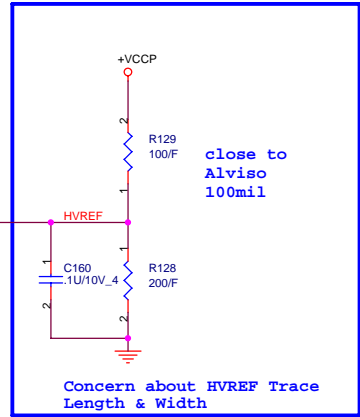 +VCCP
2
R129
100/F
close to
Alviso
100mil
1
HVREF
1
1
C160
.1U/10V_4
R128
200/F
2
2
Concern about HVREF Trace
Length & Width